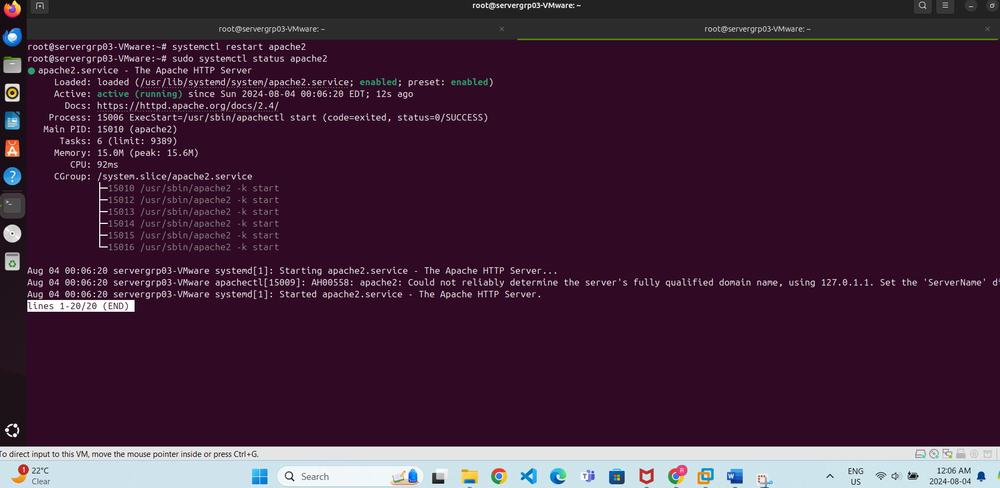 root@servergrp03-VMware: ~
root@servergrp03-VMware: ~
root@servergrp03-VMware: ~
root@servergrp03-VMware:~# systemctl restart apache2
root@servergrp03-VMware:~# sudo systemctl status apache2
● apache2.service - The Apache HTTP Server
Loaded: loaded (/usr/lib/systemd/system/apache2.service; enabled; preset: enabled)
Active: active (running) since Sun 2024-08-04 00:06:20 EDT; 12s ago
Docs: https://httpd.apache.org/docs/2.4/
Process: 15006 ExecStart=/usr/sbin/apachectl start (code=exited, status=0/SUCCESS)
Main PID: 15010 (apache2)
Tasks: 6 (limit: 9389)
Memory: 15.0M (peak: 15.6M)
CPU: 92ms
CGroup: /system.slice/apache2.service
├─15010 /usr/sbin/apache2 -k start
├─15012 /usr/sbin/apache2 -k start
├─15013 /usr/sbin/apache2 -k start
├─15014 /usr/sbin/apache2 -k start
├─15015 /usr/sbin/apache2 -k start
└─15016 /usr/sbin/apache2 -k start
Aug 04 00:06:20 servergrp03-VMware systemd[1]: Starting apache2.service - The Apache HTTP Server...
Aug 04 00:06:20 servergrp03-VMware apachectl[15009]: AH00558: apache2: Could not reliably determine the server's fully qualified domain name, using 127.0.1.1. Set the 'ServerName' di
Aug 04 00:06:20 servergrp03-VMware systemd[1]: Started apache2.service - The Apache HTTP Server.
lines 1-20/20 (END)
To direct input to this VM, move the mouse pointer inside or press Ctrl+G.
1
22°C
Clear
Search
R
ENG
US
12:06 AM
2024-08-04